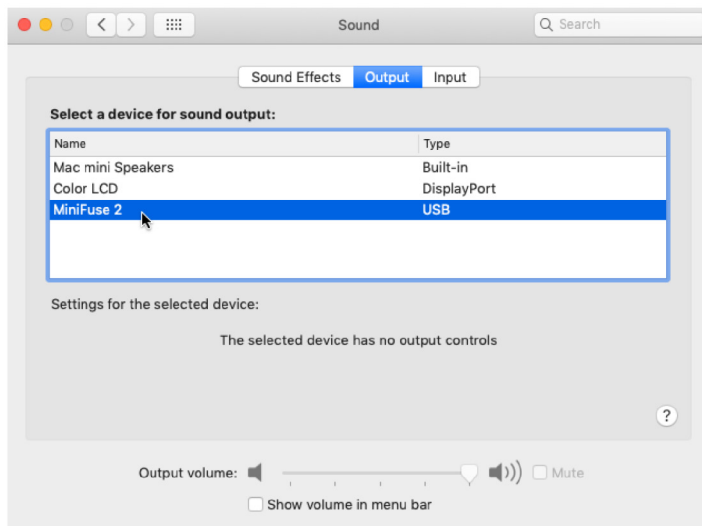 Sound
Search
Sound Effects Output Input
Select a device for sound output:
Name Type
Mac mini Speakers Built-in
Color LCD DisplayPort
MiniFuse 2 USB
Settings for the selected device:
The selected device has no output controls
?
Output volume: Mute
Show volume in menu bar